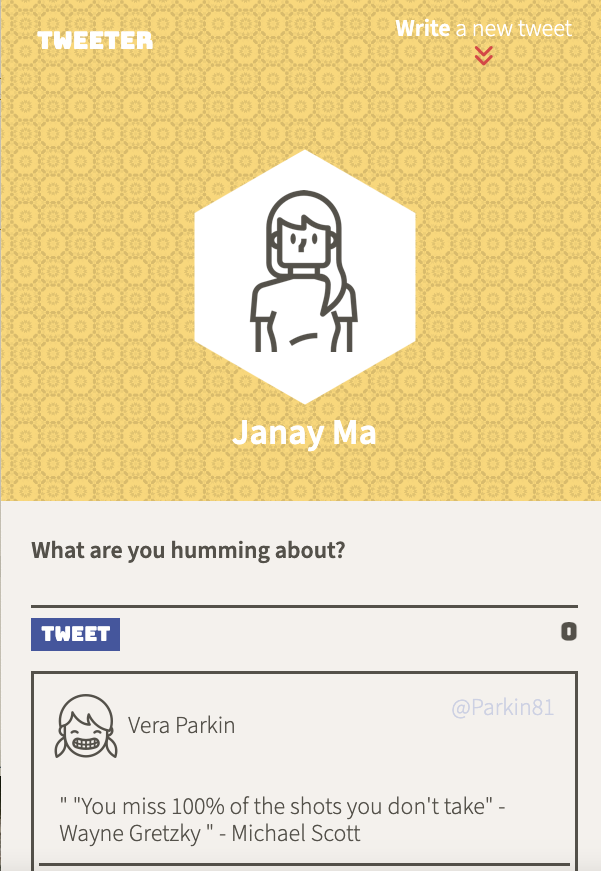 TWEETER
Write a new tweet
Janay Ma
What are you humming about?
TWEET
0
Vera Parkin
@Parkin81
" "You miss 100% of the shots you don't take" -
Wayne Gretzky " - Michael Scott